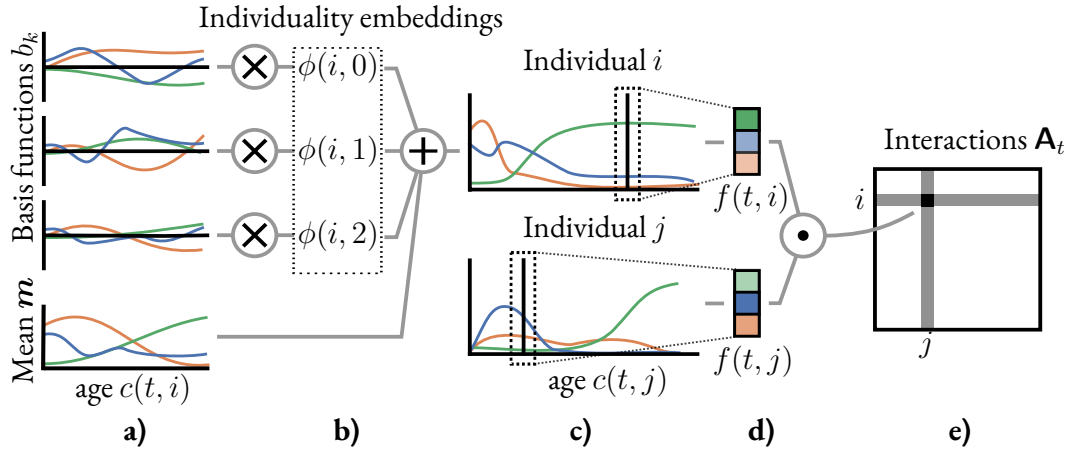 Individuality embeddings
Basis functions b_k
ϕ(i, 0)
ϕ(i, 1)
ϕ(i, 2)
Mean m
age c(t, i)
Individual i
f(t, i)
Individual j
age c(t, j)
f(t, j)
Interactions A_t
i
j
a)
b)
c)
d)
e)